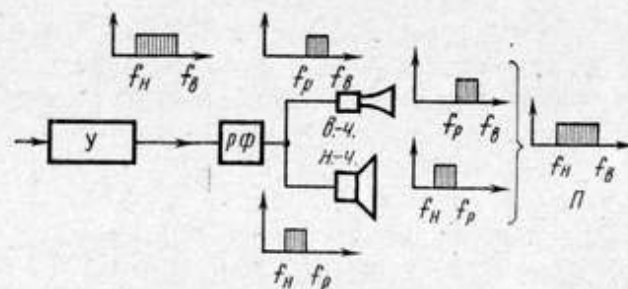 fн fв
fр fв
fр fв
fн fв
П
У
РФ
в.-ч.
н.-ч.
fн fр
fн fр